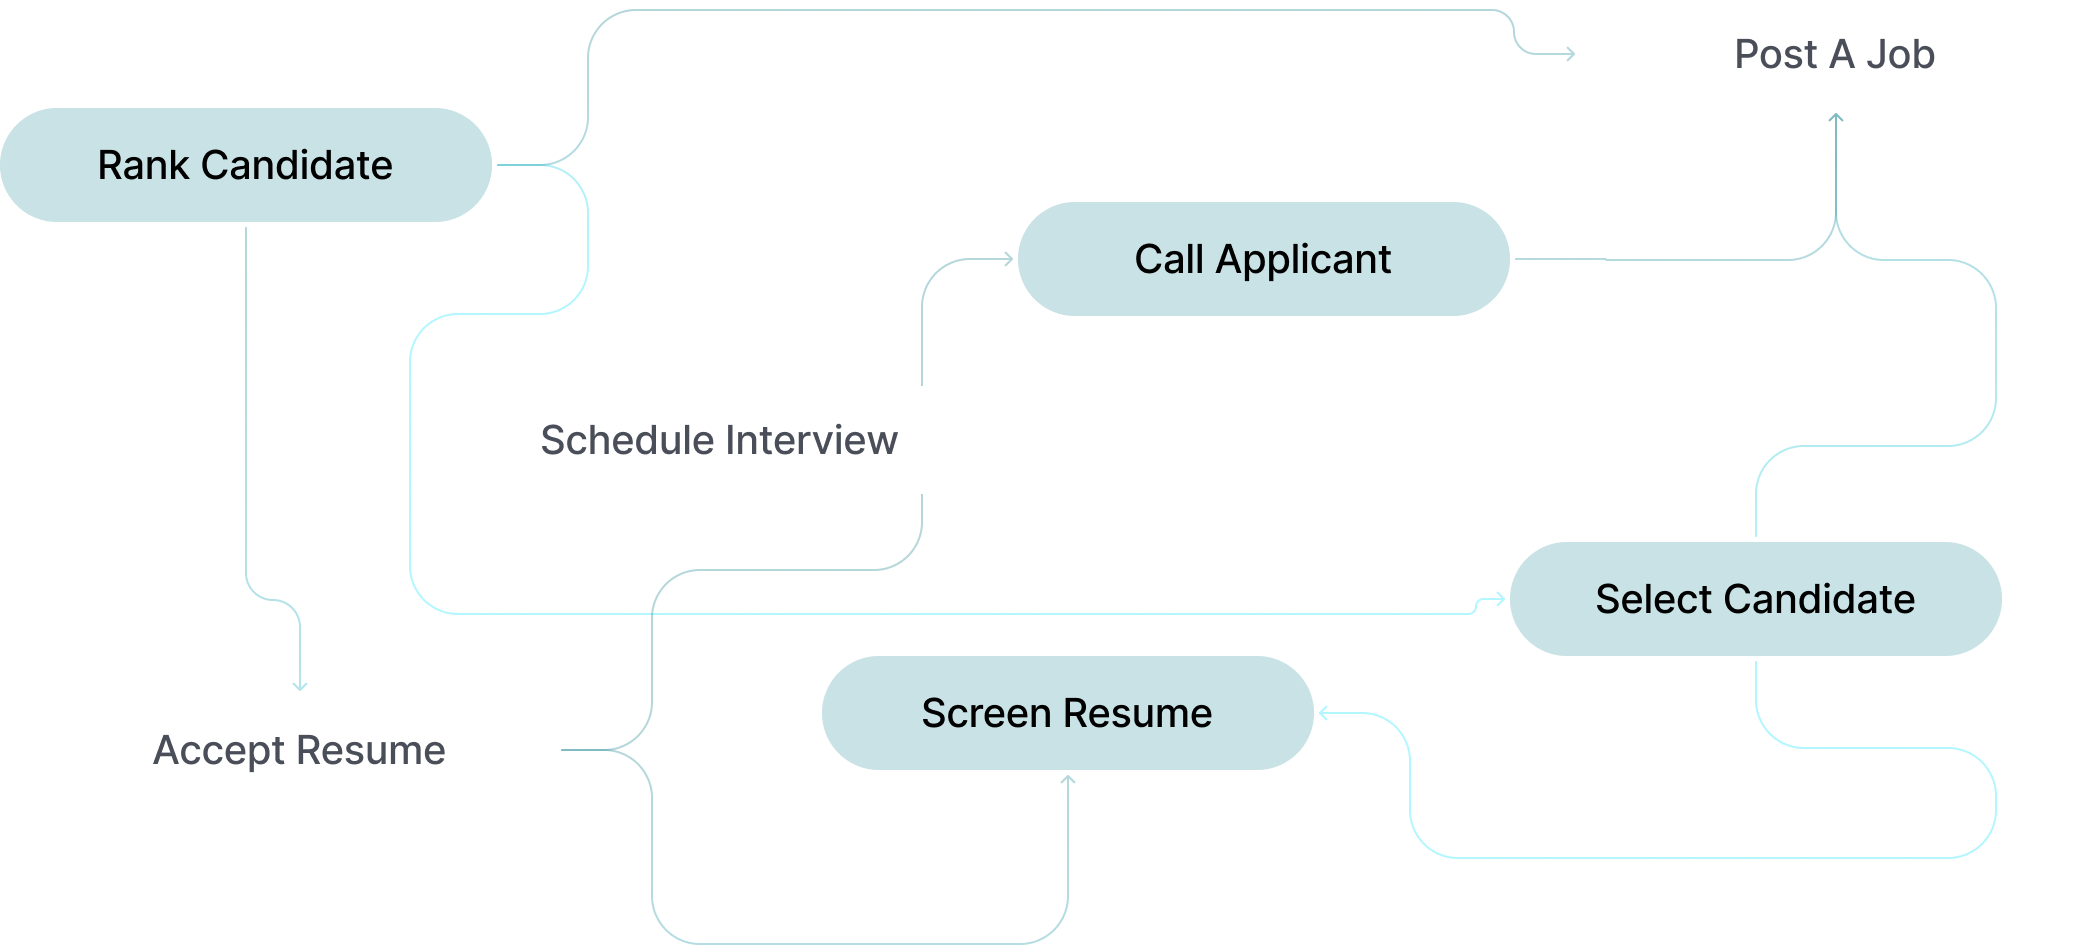 Post A Job
Rank Candidate
Call Applicant
Schedule Interview
Select Candidate
Screen Resume
Accept Resume